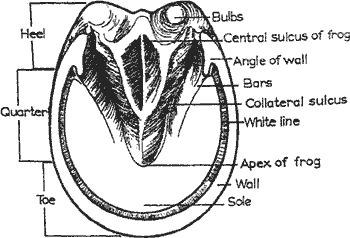 Heel
Quarter
Toe
Bulbs
Central sulcus of frog
Angle of wall
Bars
Collateral sulcus
White line
Apex of frog
Wall
Sole